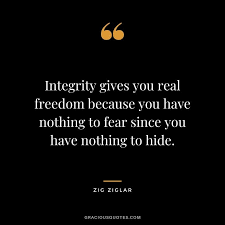 “
Integrity gives you real
freedom because you have
nothing to fear since you
have nothing to hide.
ZIG ZIGLAR
GRACIOUSQUOTES.COM